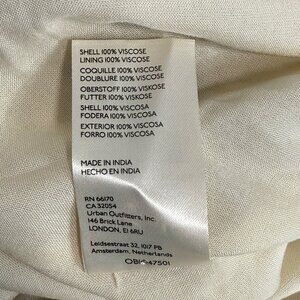 SHELL 100% VISCOSE
LINING 100% VISCOSE
COQUILLE 100% VISCOSE
DOUBLURE 100% VISCOSE
OBERSTOFF 100% VISKOSE
FUTTER 100% VISKOSE
SHELL 100% VISCOSA
FODERA 100% VISCOSA
EXTERIOR 100% VISCOSA
FORRO 100% VISCOSA
MADE IN INDIA
HECHO EN INDIA
RN 66170
CA 32054
Urban Outfitters, Inc.
146 Brick Lane
LONDON, E1 6RU
Leidsestraat 32, 1017 PB
Amsterdam, Netherlands